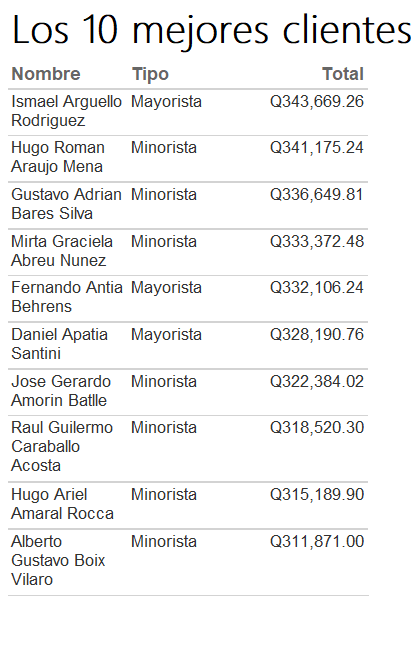 Los 10 mejores clientes
Nombre Tipo Total
Ismael Arguello Mayorista Q343,669.26
Rodriguez
Hugo Roman Minorista Q341,175.24
Araujo Mena
Gustavo Adrian Minorista Q336,649.81
Bares Silva
Mirta Graciela Minorista Q333,372.48
Abreu Nunez
Fernando Antia Mayorista Q332,106.24
Behrens
Daniel Apatia Mayorista Q328,190.76
Santini
Jose Gerardo Minorista Q322,384.02
Amorin Batlle
Raul Guilermo Minorista Q318,520.30
Caraballo
Acosta
Hugo Ariel Minorista Q315,189.90
Amaral Rocca
Alberto Minorista Q311,871.00
Gustavo Boix
Vilaro